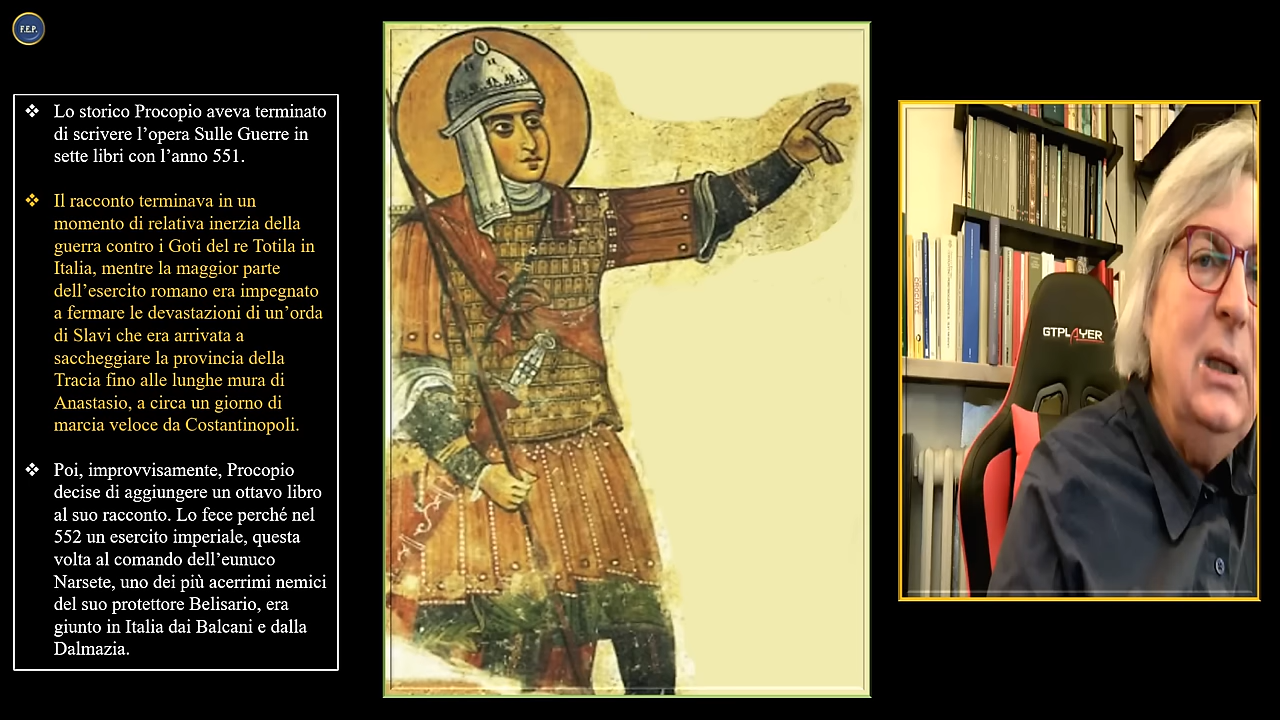 F.E.P.
❖ Lo storico Procopio aveva terminato
di scrivere l’opera Sulle Guerre in
sette libri con l’anno 551.
❖ Il racconto terminava in un
momento di relativa inerzia della
guerra contro i Goti del re Totila in
Italia, mentre la maggior parte
dell’esercito romano era impegnato
a fermare le devastazioni di un’orda
di Slavi che era arrivata a
saccheggiare la provincia della
Tracia fino alle lunghe mura di
Anastasio, a circa un giorno di
marcia veloce da Costantinopoli.
❖ Poi, improvvisamente, Procopio
decise di aggiungere un ottavo libro
al suo racconto. Lo fece perché nel
552 un esercito imperiale, questa
volta al comando dell’eunuco
Narsete, uno dei più acerrimi nemici
del suo protettore Belisario, era
giunto in Italia dai Balcani e dalla
Dalmazia.
GTPLAYER
CROCIATE